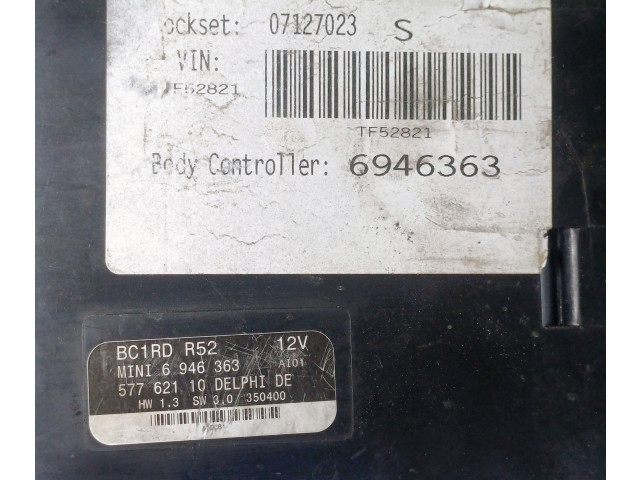 ockset: 07127023 S
VIN:
TF52821
TF52821
Body Controller: 6946363
BC1RD R52 12V
MINI 6 946 363 AI01
577 621 10 DELPHI DE
HW 1.3 SW 3.0 350400